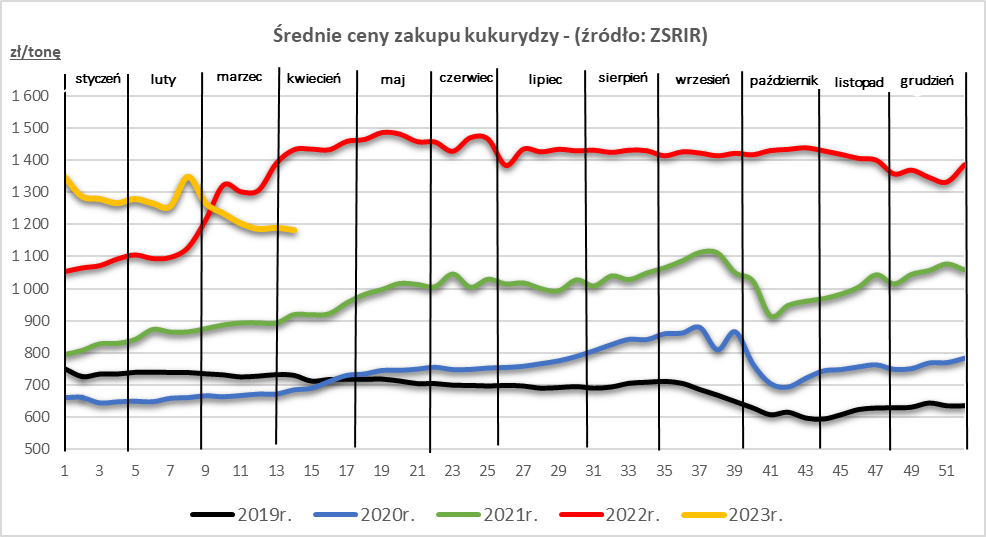 Średnie ceny zakupu kukurydzy - (źródło: ZSRIR)
zł/tonę
styczeń luty marzec kwiecień maj czerwiec lipiec sierpień wrzesień październik listopad grudzień
1 600
1 500
1 400
1 300
1 200
1 100
1 000
900
800
700
600
500
1 3 5 7 9 11 13 15 17 19 21 23 25 27 29 31 33 35 37 39 41 43 45 47 49 51
2019r. 2020r. 2021r. 2022r. 2023r.